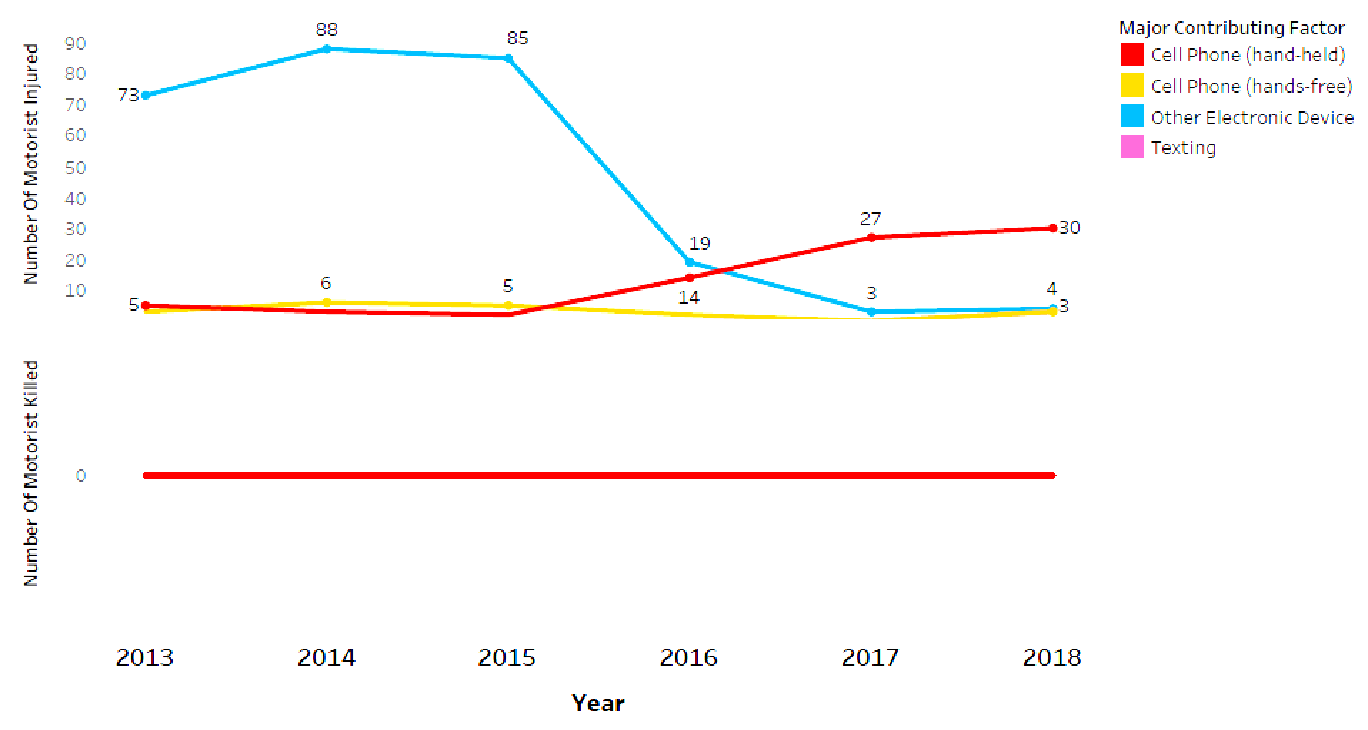 Major Contributing Factor
Cell Phone (hand-held)
Cell Phone (hands-free)
Other Electronic Device
Texting
Number Of Motorist Injured
90
80
70
60
50
40
30
20
10
73
88
85
19
27
30
5
6
5
14
3
4
3
Number Of Motorist Killed
0
2013 2014 2015 2016 2017 2018
Year